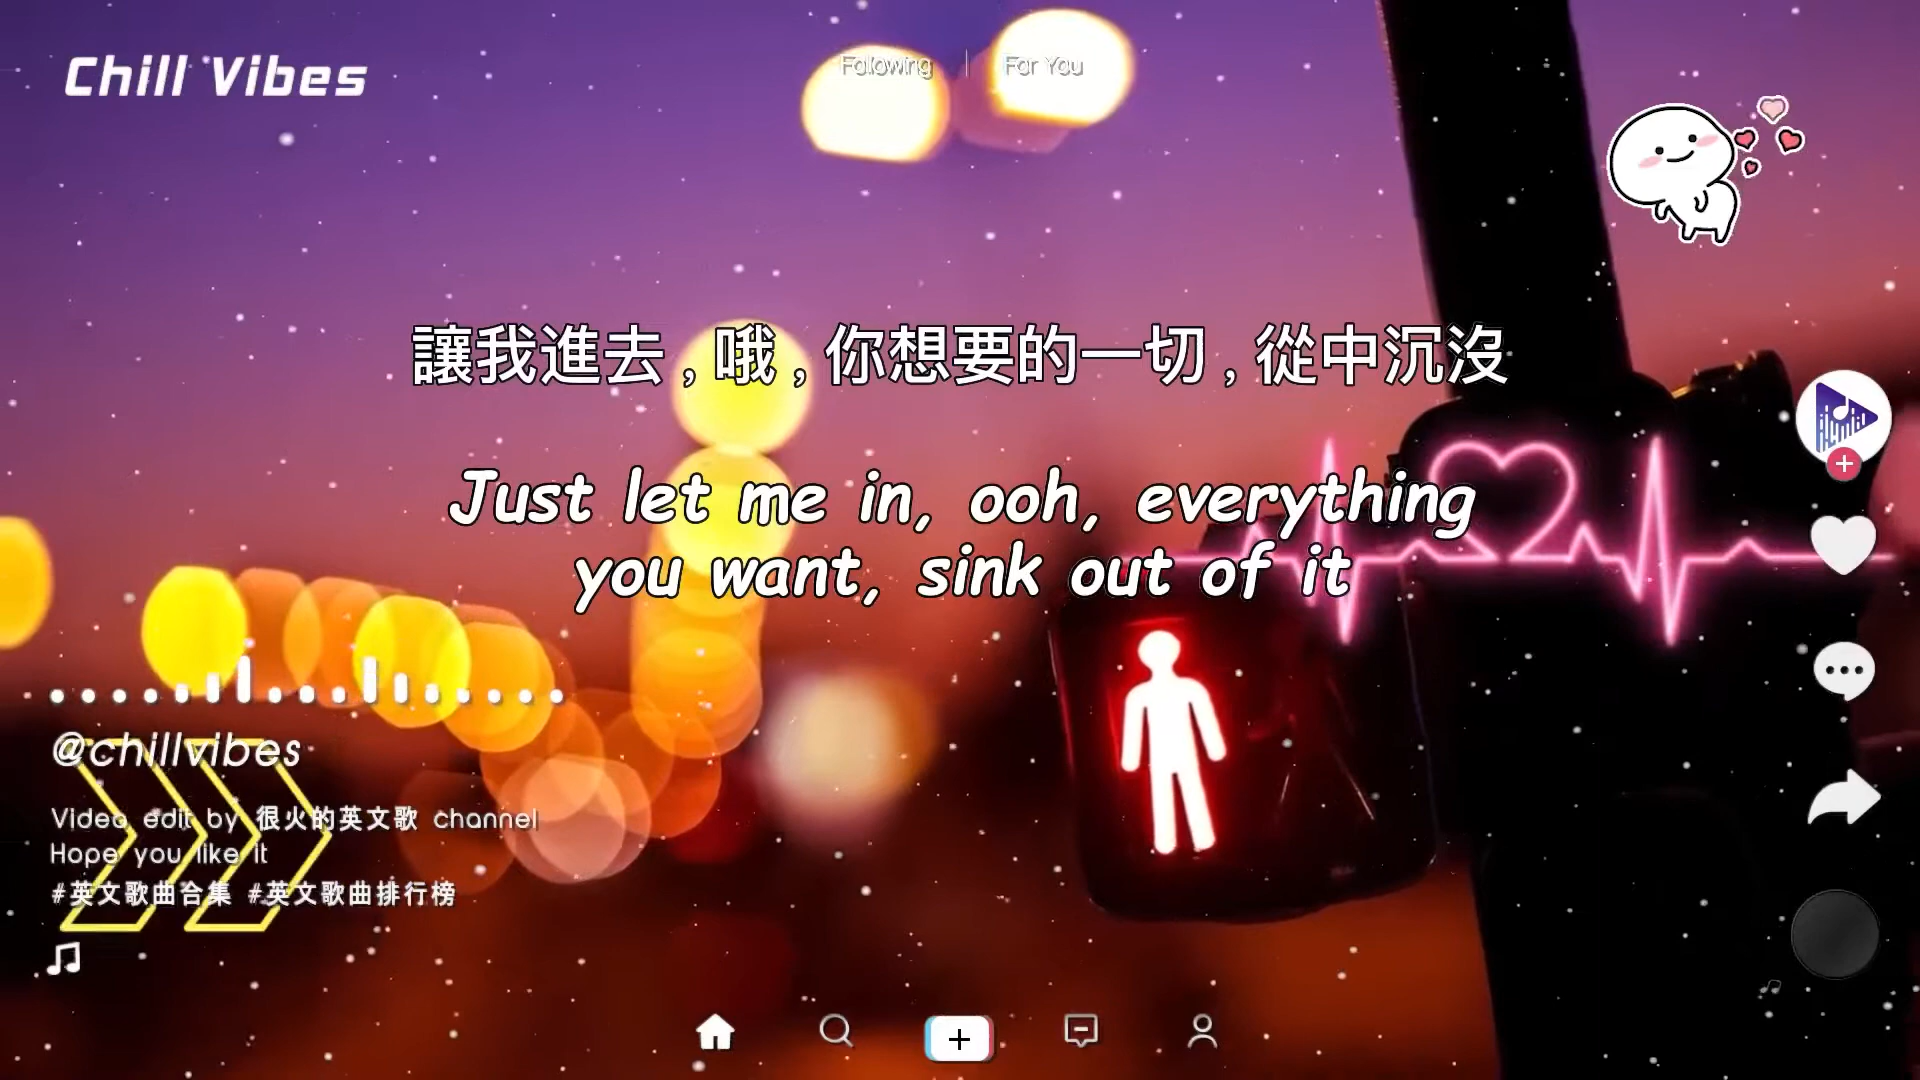 Chill Vibes
Following | For You
讓我進去 , 哦 , 你想要的一切 , 從中沉沒
Just let me in, ooh, everything
you want, sink out of it
@chillvibes
Video edit by 很火的英文歌 channel
Hope you like it
#英文歌曲合集 #英文歌曲排行榜